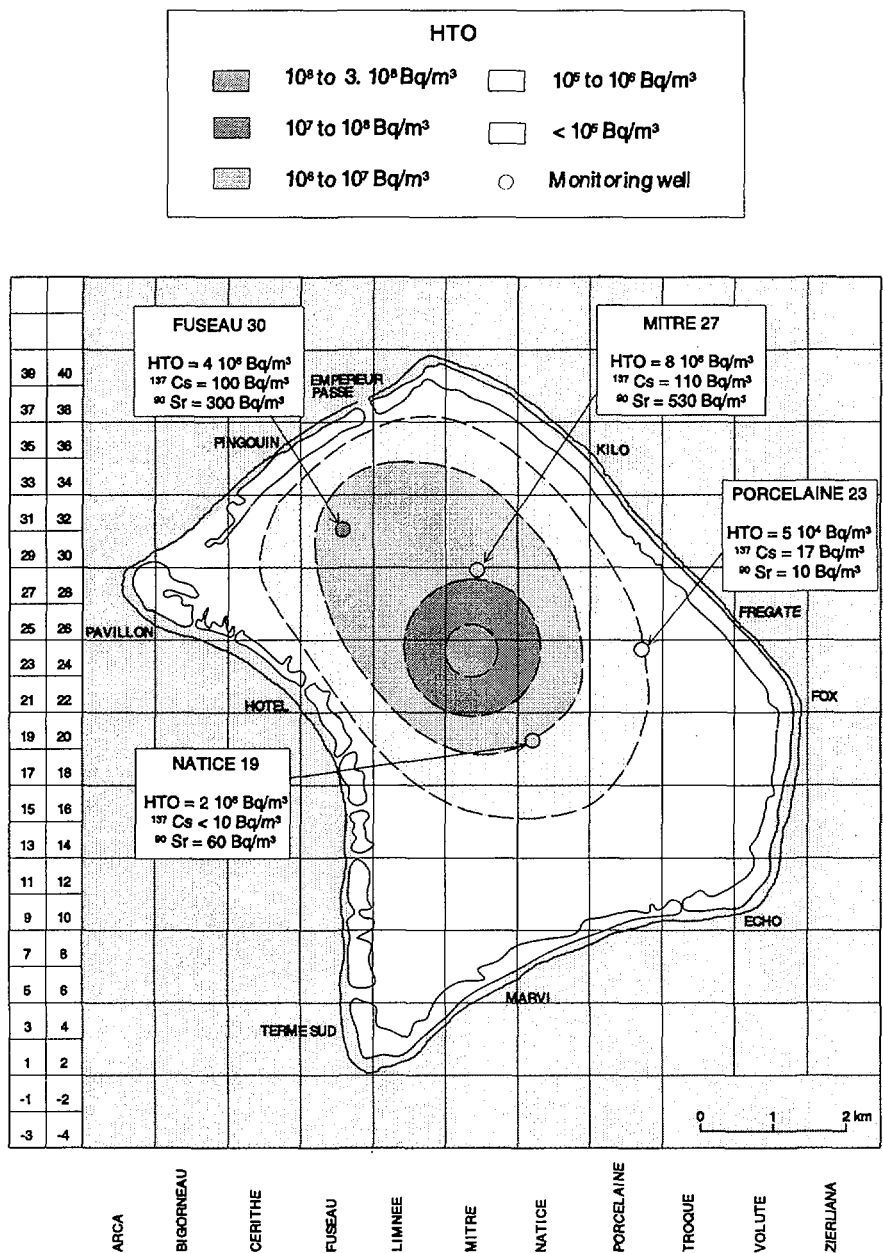 HTO
10⁸ to 3. 10⁸ Bq/m³
10⁵ to 10⁶ Bq/m³
10⁷ to 10⁸ Bq/m³
< 10⁵ Bq/m³
10⁶ to 10⁷ Bq/m³
Monitoring well
FUSEAU 30
HTO = 4 10⁶ Bq/m³
¹³⁷ Cs = 100 Bq/m³
⁹⁰ Sr = 300 Bq/m³
MITRE 27
HTO = 8 10⁶ Bq/m³
¹³⁷ Cs = 110 Bq/m³
⁹⁰ Sr = 530 Bq/m³
PORCELAINE 23
HTO = 5 10⁴ Bq/m³
¹³⁷ Cs = 17 Bq/m³
⁹⁰ Sr = 10 Bq/m³
NATICE 19
HTO = 2 10⁶ Bq/m³
¹³⁷ Cs < 10 Bq/m³
⁹⁰ Sr = 60 Bq/m³
EMPEREUR
PASSE
PINGOUIN
KILO
FREGATE
PAVILLON
HOTEL
FOX
ECHO
MARVI
TERME SUD
39 40
37 38
35 36
33 34
31 32
29 30
27 28
25 26
23 24
21 22
19 20
17 18
15 16
13 14
11 12
9 10
7 8
5 6
3 4
1 2
-1 -2
-3 -4
0 1 2 km
ARCA
BIGORNEAU
CERITHE
FUSEAU
LIMNEE
MITRE
NATICE
PORCELAINE
TROQUE
VOLUTE
ZIERLIANA